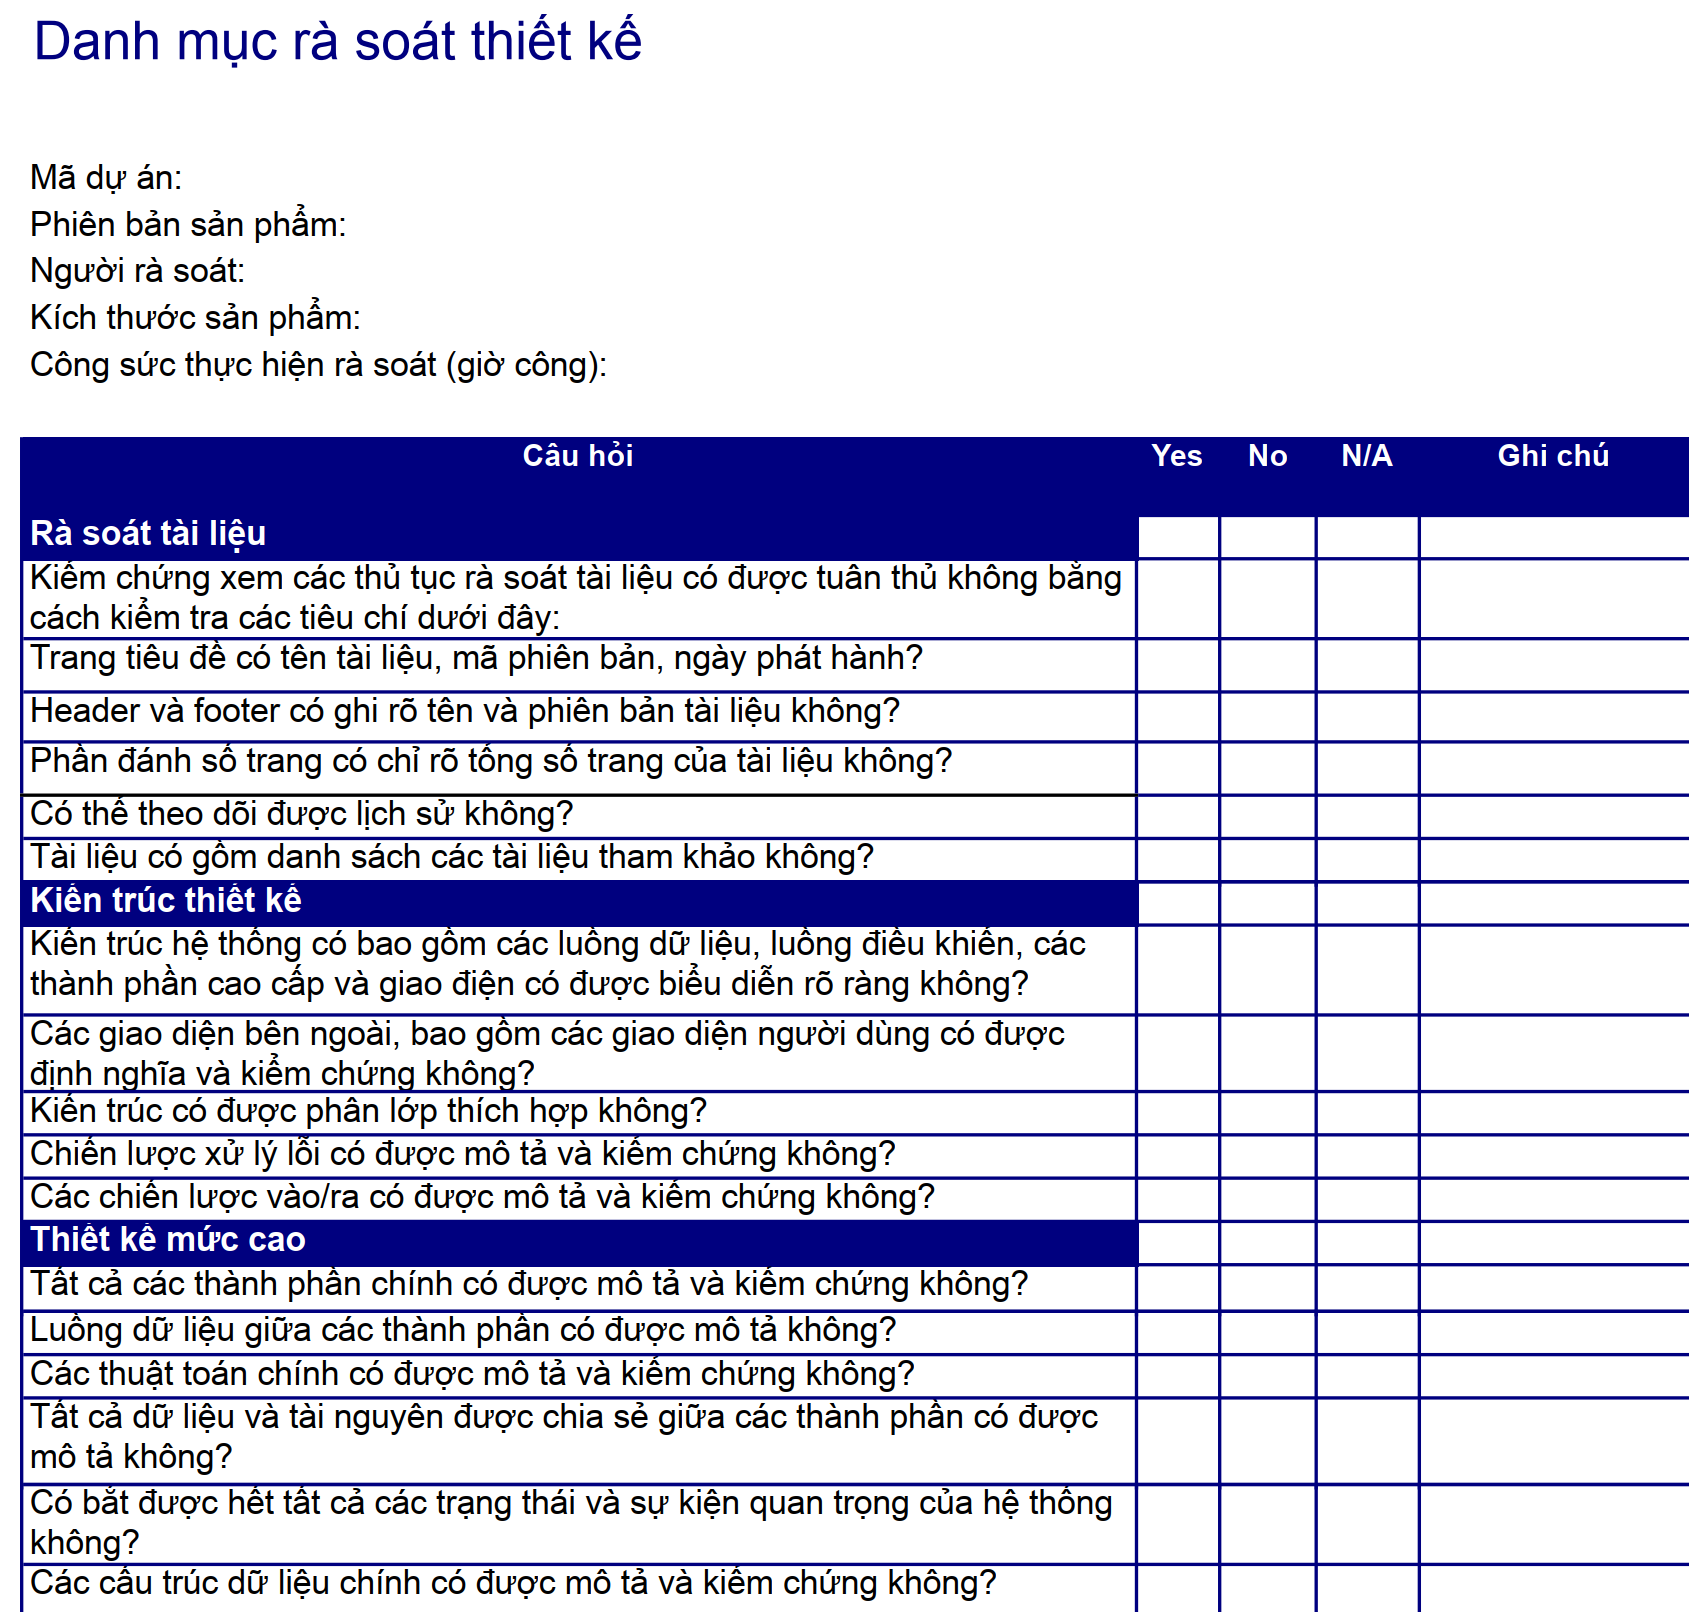 Danh mục rà soát thiết kế
Mã dự án:
Phiên bản sản phẩm:
Người rà soát:
Kích thước sản phẩm:
Công sức thực hiện rà soát (giờ công):
Câu hỏi Yes No N/A Ghi chú
Rà soát tài liệu
Kiểm chứng xem các thủ tục rà soát tài liệu có được tuân thủ không bằng
cách kiểm tra các tiêu chí dưới đây:
Trang tiêu đề có tên tài liệu, mã phiên bản, ngày phát hành?
Header và footer có ghi rõ tên và phiên bản tài liệu không?
Phần đánh số trang có chỉ rõ tổng số trang của tài liệu không?
Có thể theo dõi được lịch sử không?
Tài liệu có gồm danh sách các tài liệu tham khảo không?
Kiến trúc thiết kế
Kiến trúc hệ thống có bao gồm các luồng dữ liệu, luồng điều khiển, các
thành phần cao cấp và giao diện có được biểu diễn rõ ràng không?
Các giao diện bên ngoài, bao gồm các giao diện người dùng có được
định nghĩa và kiểm chứng không?
Kiến trúc có được phân lớp thích hợp không?
Chiến lược xử lý lỗi có được mô tả và kiểm chứng không?
Các chiến lược vào/ra có được mô tả và kiểm chứng không?
Thiết kế mức cao
Tất cả các thành phần chính có được mô tả và kiểm chứng không?
Luồng dữ liệu giữa các thành phần có được mô tả không?
Các thuật toán chính có được mô tả và kiểm chứng không?
Tất cả dữ liệu và tài nguyên được chia sẻ giữa các thành phần có được
mô tả không?
Có bắt được hết tất cả các trạng thái và sự kiện quan trọng của hệ thống
không?
Các cấu trúc dữ liệu chính có được mô tả và kiểm chứng không?